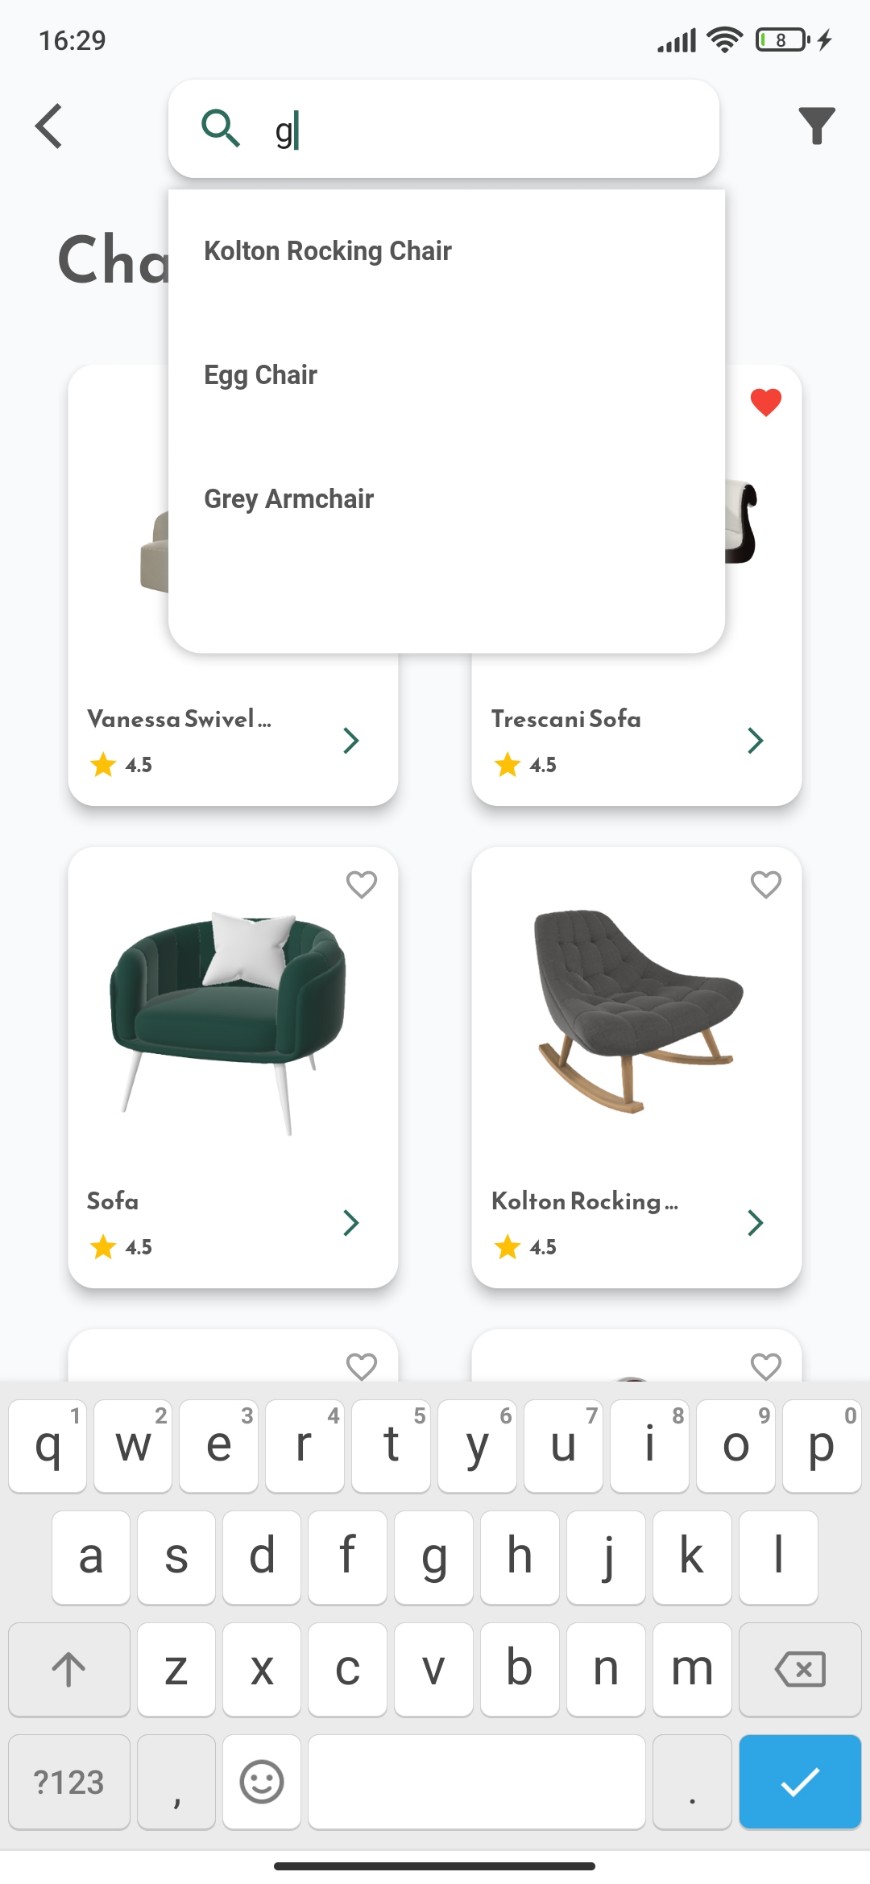 16:29
8
g
Cha
Kolton Rocking Chair
Egg Chair
Grey Armchair
Vanessa Swivel ...
4.5
Trescani Sofa
4.5
Sofa
4.5
Kolton Rocking ...
4.5
q 1 w 2 e 3 r 4 t 5 y 6 u 7 i 8 o 9 p 0
a s d f g h j k l
z x c v b n m
?123 , .